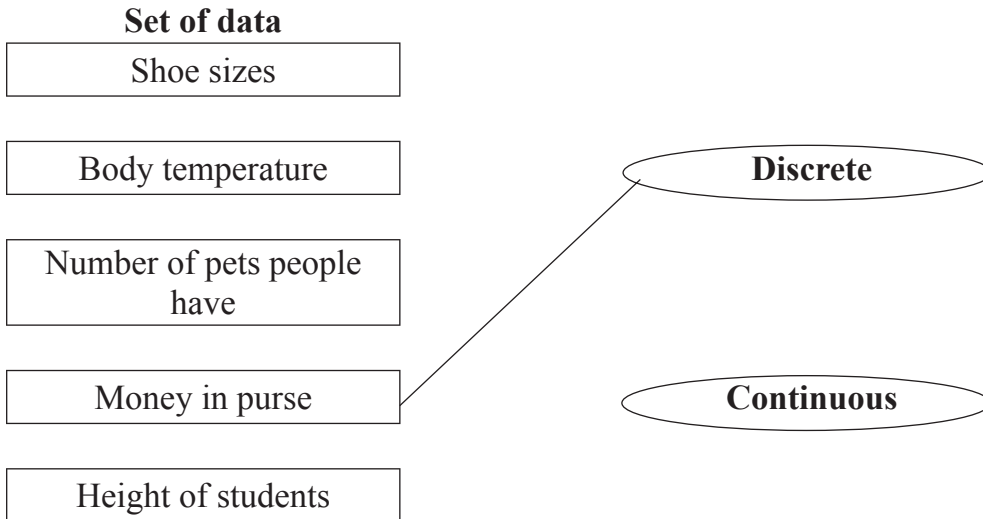 Set of data
Shoe sizes
Body temperature
Discrete
Number of pets people
have
Money in purse
Continuous
Height of students